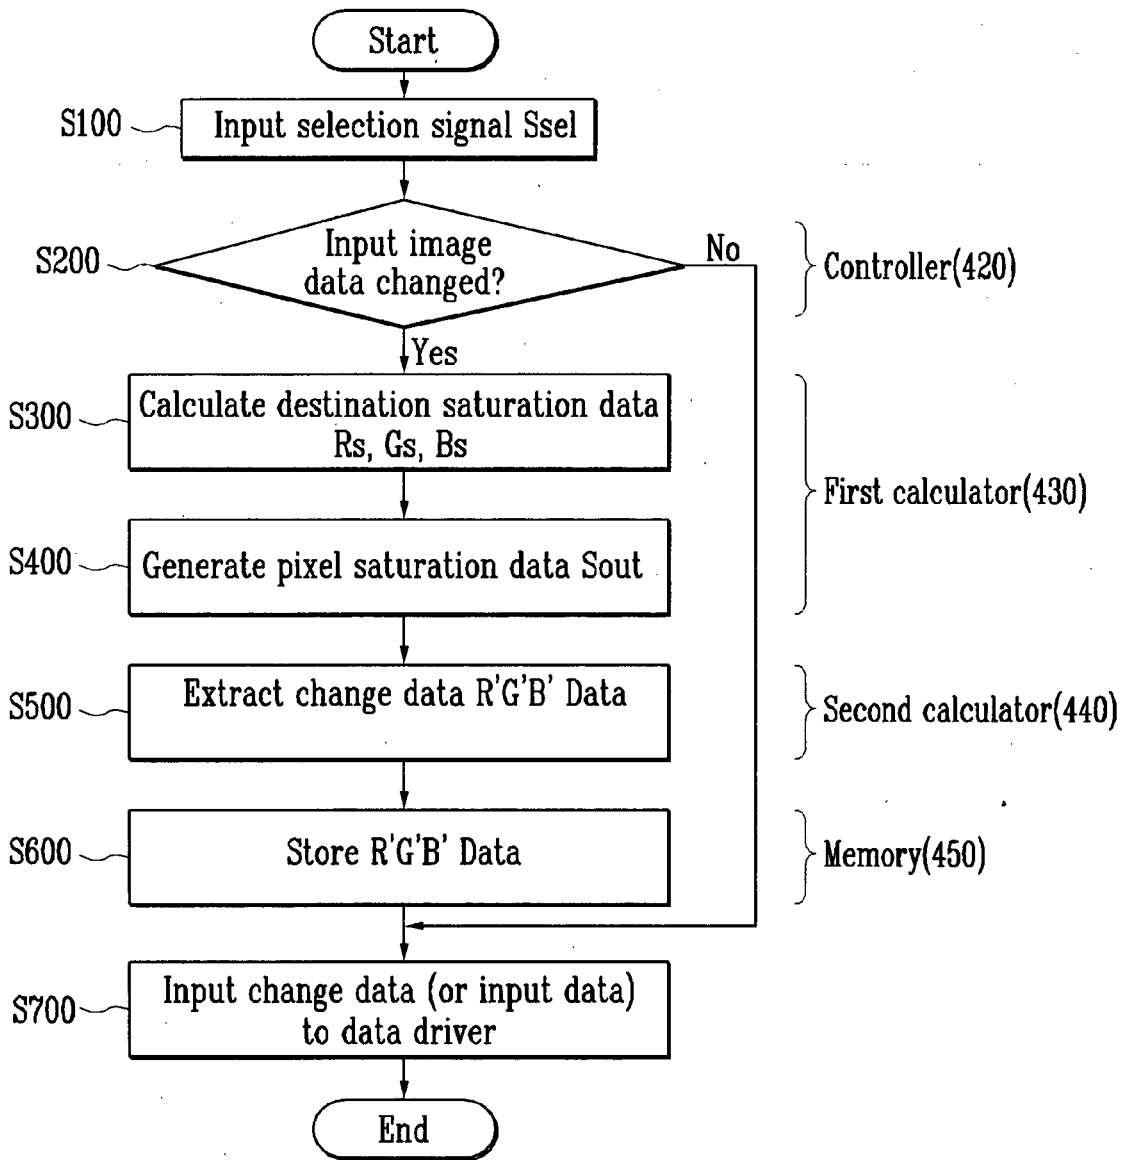 Start
S100
Input selection signal Ssel
S200
Input image
data changed?
No
Controller(420)
Yes
S300
Calculate destination saturation data
Rs, Gs, Bs
First calculator(430)
S400
Generate pixel saturation data Sout
S500
Extract change data R'G'B' Data
Second calculator(440)
S600
Store R'G'B' Data
Memory(450)
S700
Input change data (or input data)
to data driver
End